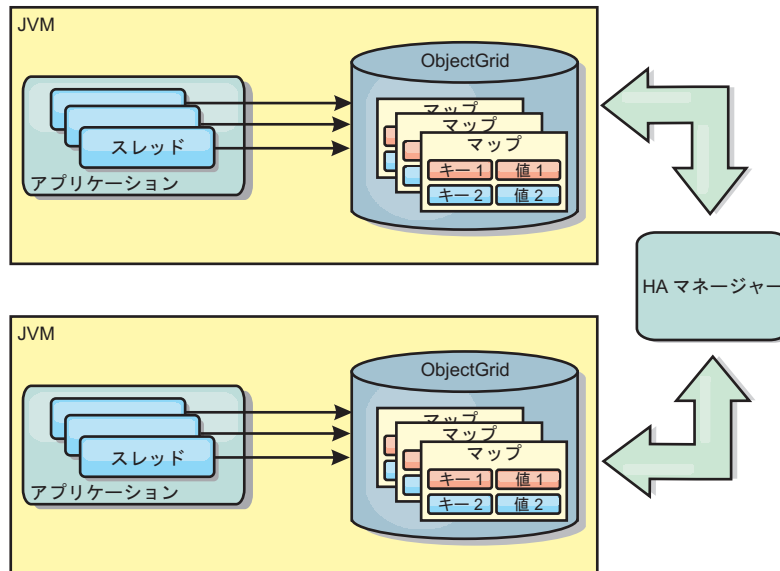 JVM
ObjectGrid
マップ
マップ
マップ
スレッド
キー 1
値 1
キー 2
値 2
アプリケーション
HA マネージャー
JVM
ObjectGrid
マップ
マップ
マップ
スレッド
キー 1
値 1
キー 2
値 2
アプリケーション